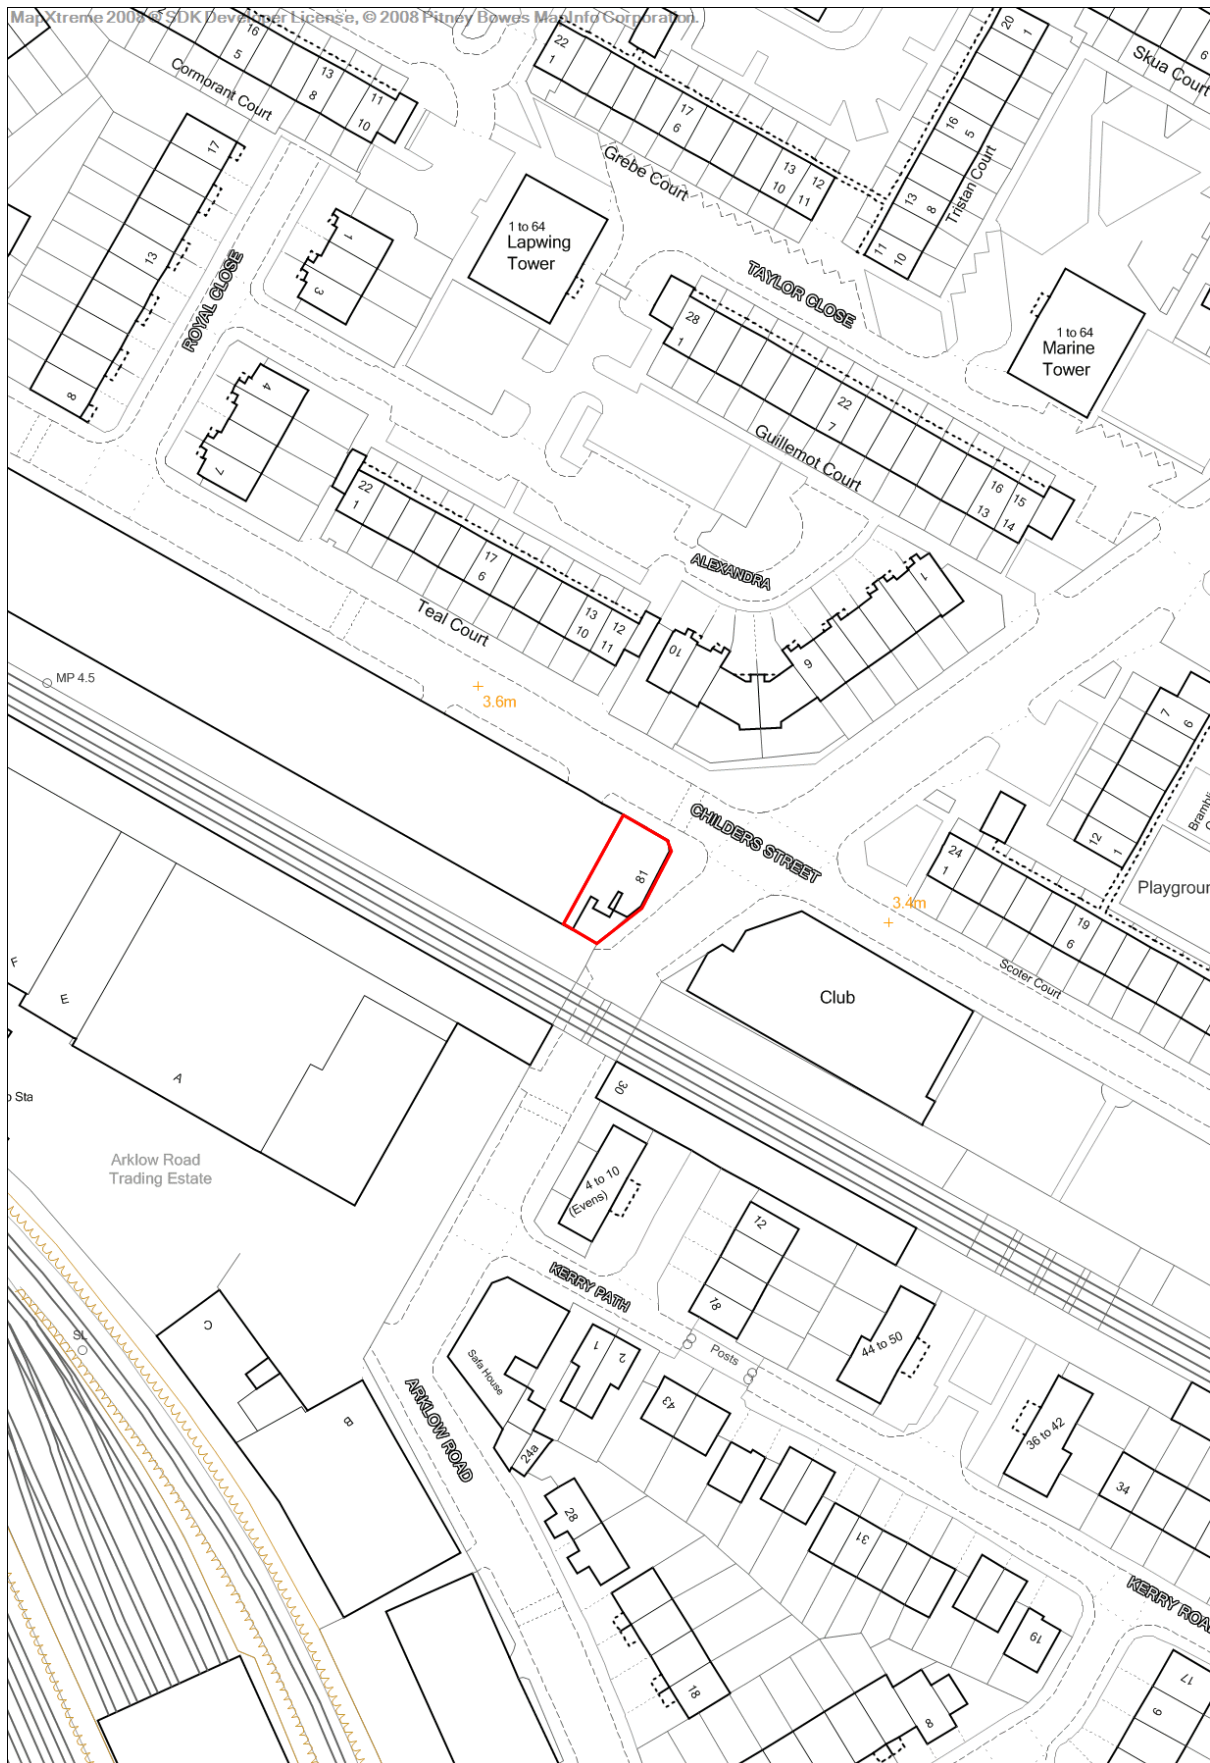 MapXtreme 2008 ® SDK Developer License, © 2008 Pitney Bowes MapInfo Corporation.
16
5
Cormorant Court
13
8
11
10
22
1
17
6
Grebe Court
13
10
12
11
20
1
Skua Court
6
16
5
Tristan Court
13
8
11
10
17
13
8
ROYAL CLOSE
1
3
1 to 64
Lapwing
Tower
TAYLOR CLOSE
28
1
22
7
Guillemot Court
16
13
15
14
1 to 64
Marine
Tower
4
7
22
1
17
6
Teal Court
13
10
12
11
ALEXANDRA
10
9
1
MP 4.5
3.6m
CHILDERS STREET
81
3.4m
7
6
12
1
24
1
Playgroun
19
6
Scoter Court
Club
F
E
A
o Sta
Arklow Road
Trading Estate
30
4 to 10
(Evens)
12
18
KERRY PATH
Posts
44 to 50
SL
C
B
Safa House
1
2
43
24a
ARKLOW ROAD
36 to 42
34
28
31
19
KERRY ROAD
18
8
17
9